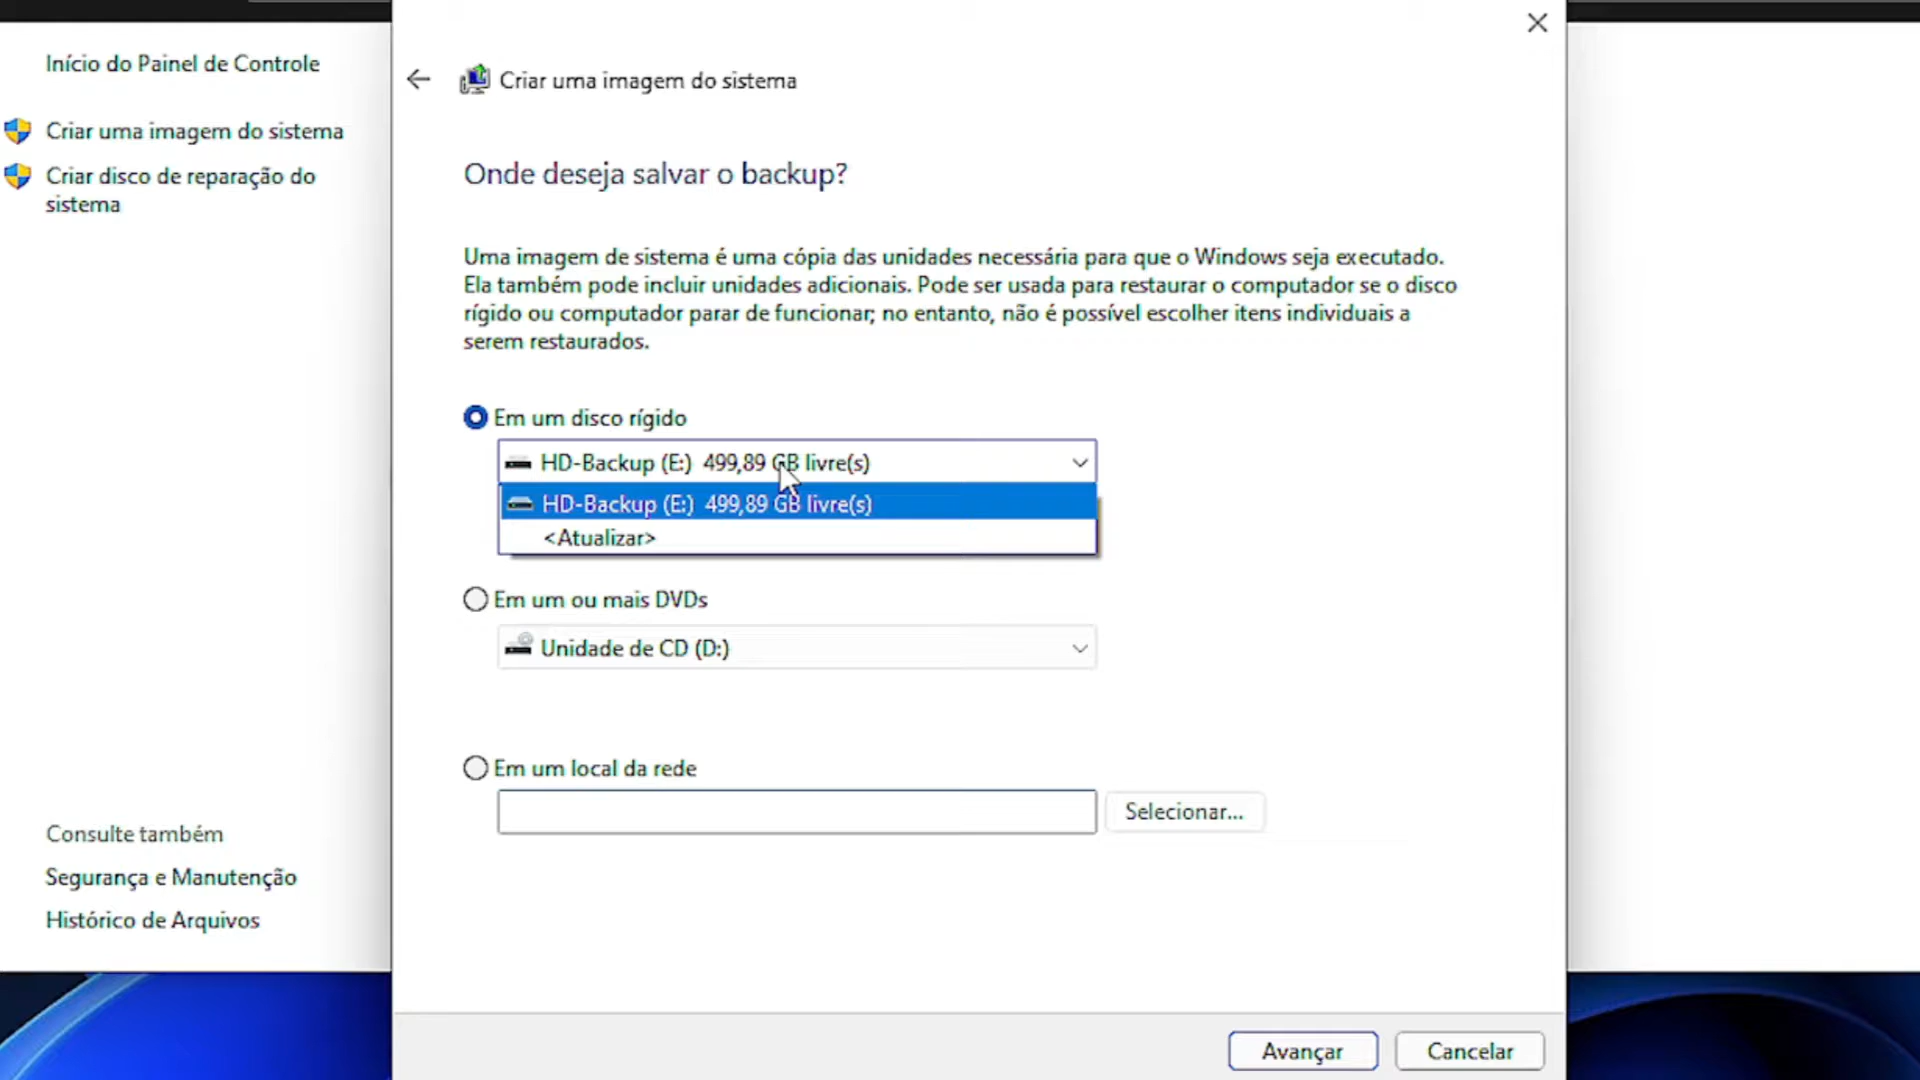 Início do Painel de Controle
Criar uma imagem do sistema
Criar disco de reparação do
sistema
Consulte também
Segurança e Manutenção
Histórico de Arquivos
Criar uma imagem do sistema
Onde deseja salvar o backup?
Uma imagem de sistema é uma cópia das unidades necessária para que o Windows seja executado.
Ela também pode incluir unidades adicionais. Pode ser usada para restaurar o computador se o disco
rígido ou computador parar de funcionar; no entanto, não é possível escolher itens individuais a
serem restaurados.
Em um disco rígido
HD-Backup (E:) 499,89 GB livre(s)
HD-Backup (E:) 499,89 GB livre(s)
<Atualizar>
Em um ou mais DVDs
Unidade de CD (D:)
Em um local da rede
Selecionar...
Avançar
Cancelar